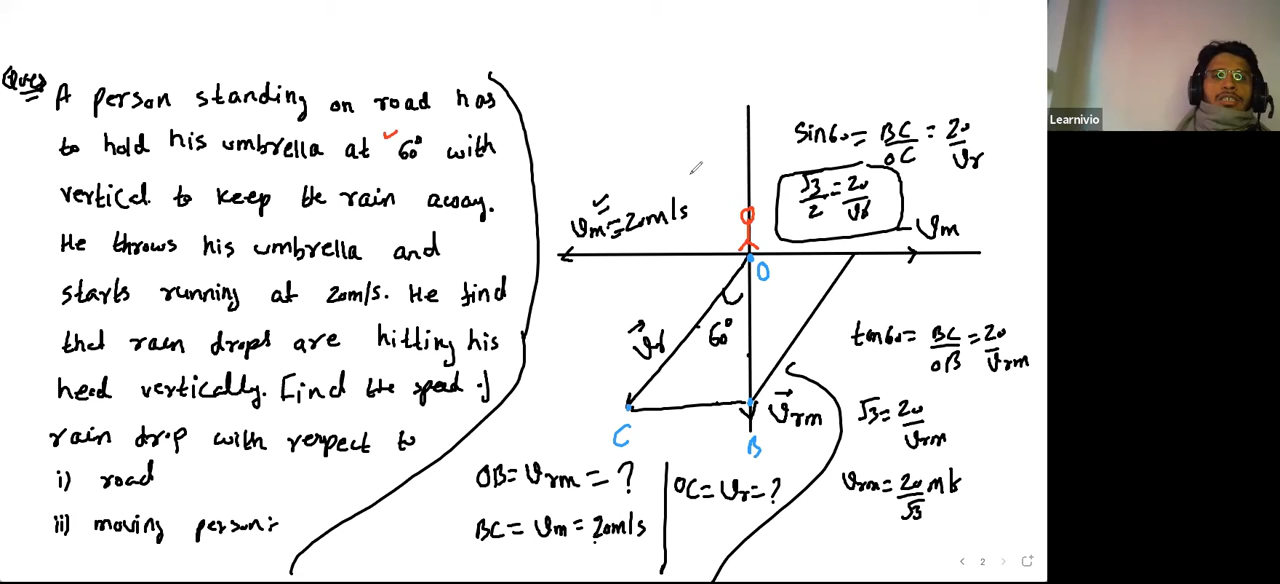 Ques
A person standing on road has
to hold his umbrella at 60° with
vertical to keep the rain away.
He throws his umbrella and
starts running at 20m/s. He find
that rain drops are hitting his
head vertically. Find the speed of
rain drop with respect to
i) road
ii) moving person:
vm = 20m/s
sin60 = BC/OC = 20/vr
√3/2 = 20/vr
-vm
O
60°
vr
vrm
C
B
tan60 = BC/OB = 20/vrm
√3 = 20/vrm
vrm = 20/√3 m/s
OB = vrm = ?
BC = vm = 20m/s
OC = vr = ?
Learnivio
2